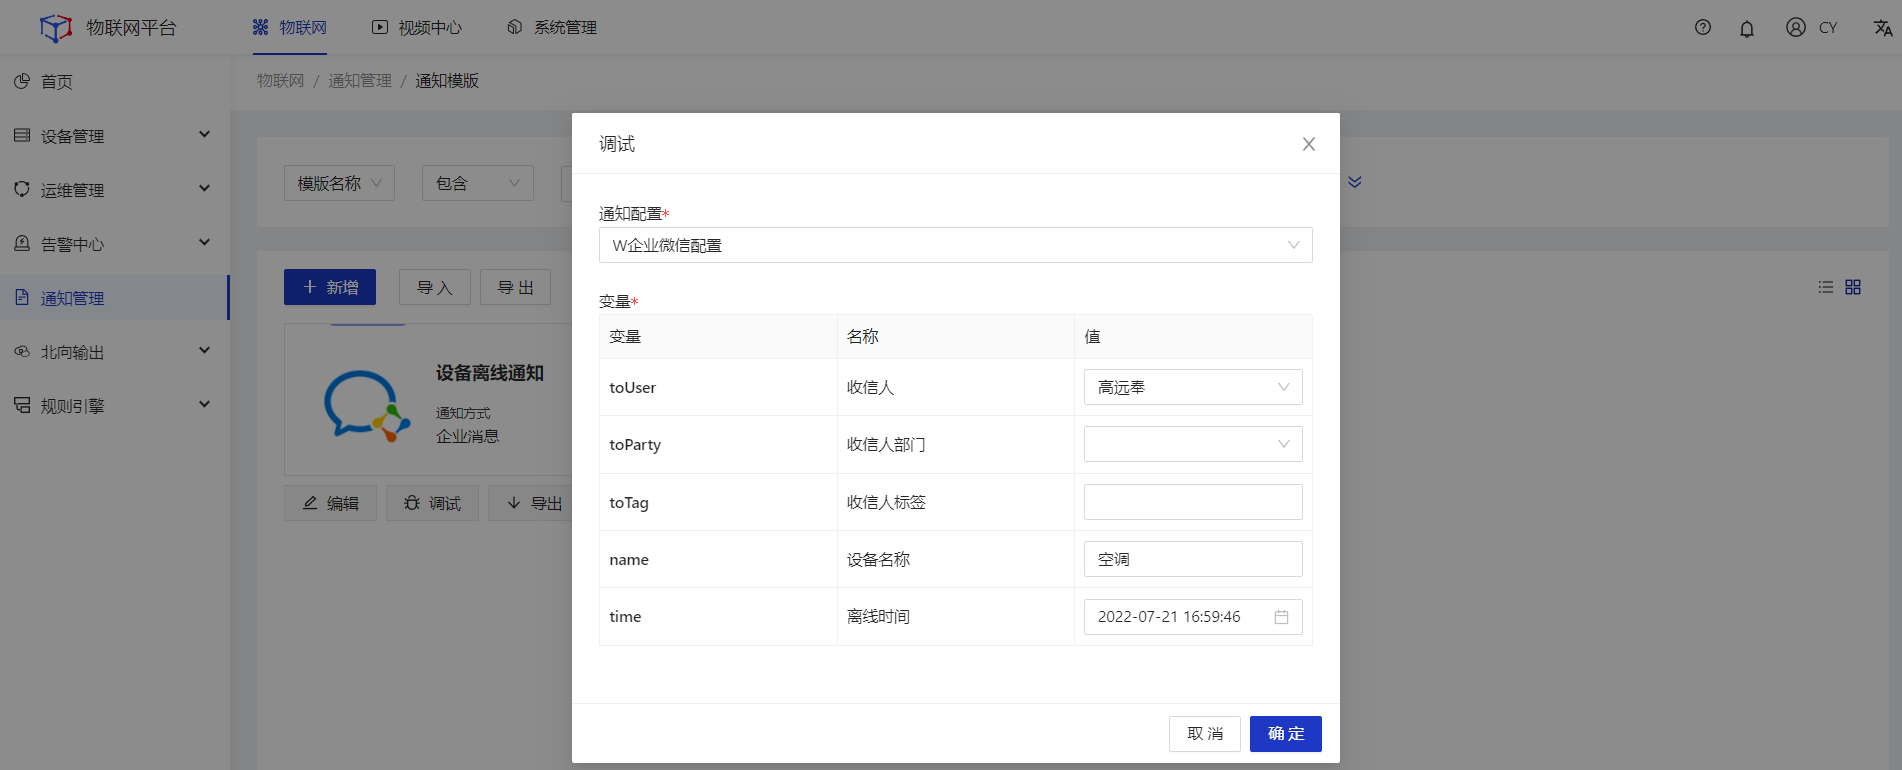 物联网平台
物联网
视频中心
系统管理
CY
首页
设备管理
运维管理
告警中心
通知管理
北向输出
规则引擎
物联网 / 通知管理 / 通知模版
模版名称
包含
+ 新增
导入
导出
设备离线通知
通知方式
企业消息
编辑
调试
导出
调试
通知配置*
W企业微信配置
变量*
变量 名称 值
toUser 收信人 高远奉
toParty 收信人部门
toTag 收信人标签
name 设备名称 空调
time 离线时间 2022-07-21 16:59:46
取消 确定